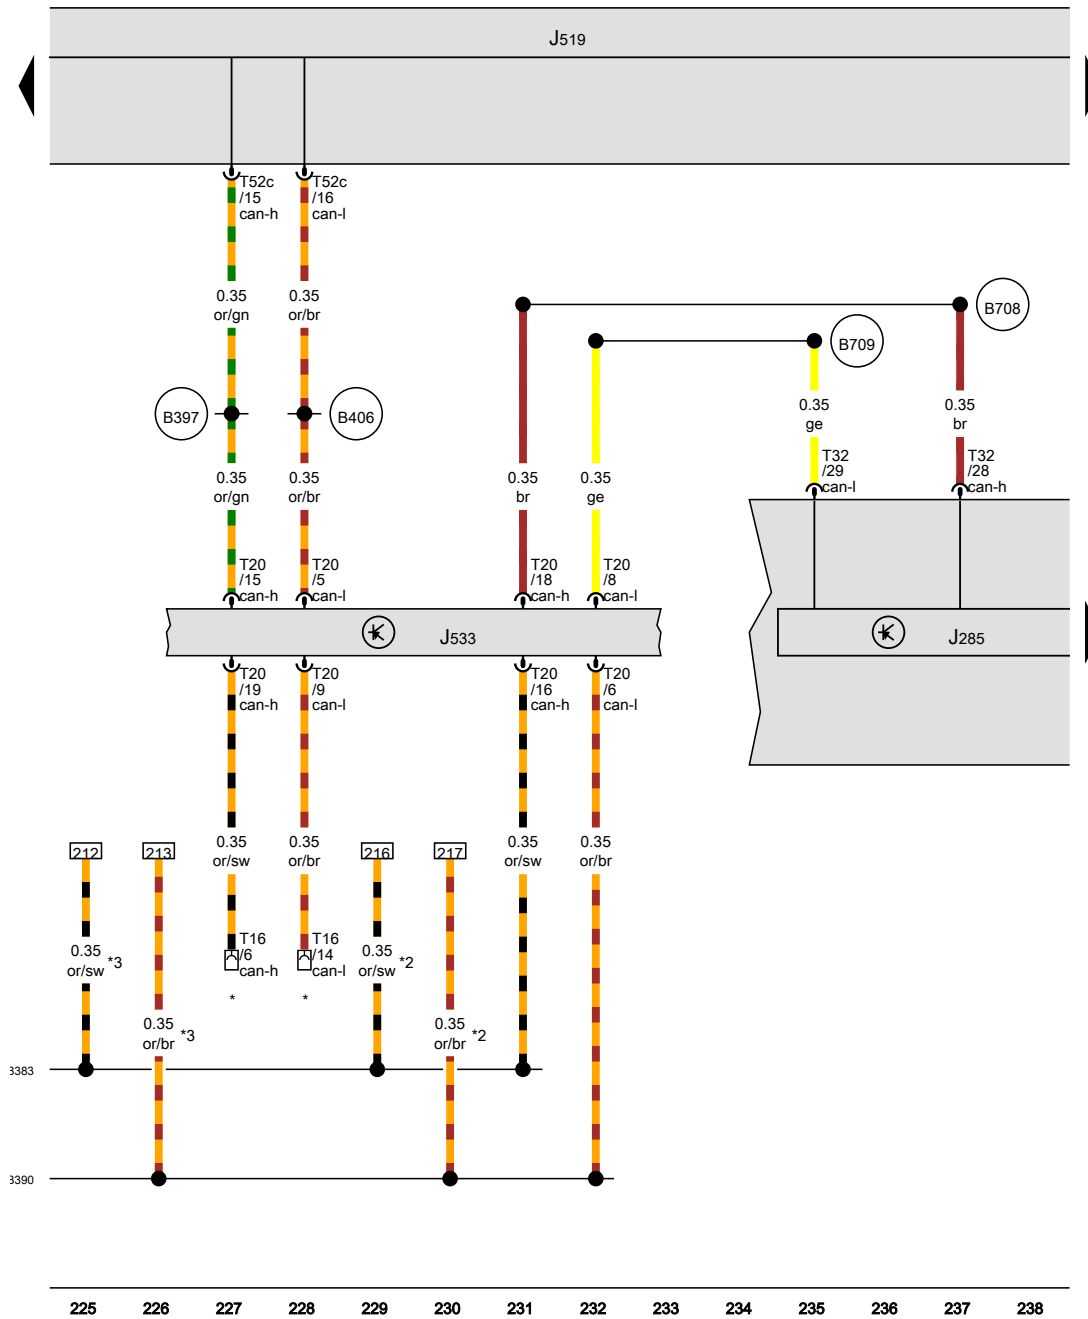 J519
T52c
/15
can-h
T52c
/16
can-l
0.35
or/gn
0.35
or/br
B708
B709
B397
B406
0.35
ge
0.35
br
T32
/29
can-l
T32
/28
can-h
0.35
or/gn
0.35
or/br
0.35
br
0.35
ge
T20
/15
can-h
T20
/5
can-l
T20
/18
can-h
T20
/8
can-l
J533
J285
T20
/19
can-h
T20
/9
can-l
T20
/16
can-h
T20
/6
can-l
212
213
0.35
or/sw
0.35
or/br
216
217
0.35
or/sw
0.35
or/br
0.35
or/sw *3
T16
/6
can-h
*
T16
/14
can-l
*
0.35
or/sw *2
0.35
or/br *3
0.35
or/br *2
3383
3390
225 226 227 228 229 230 231 232 233 234 235 236 237 238